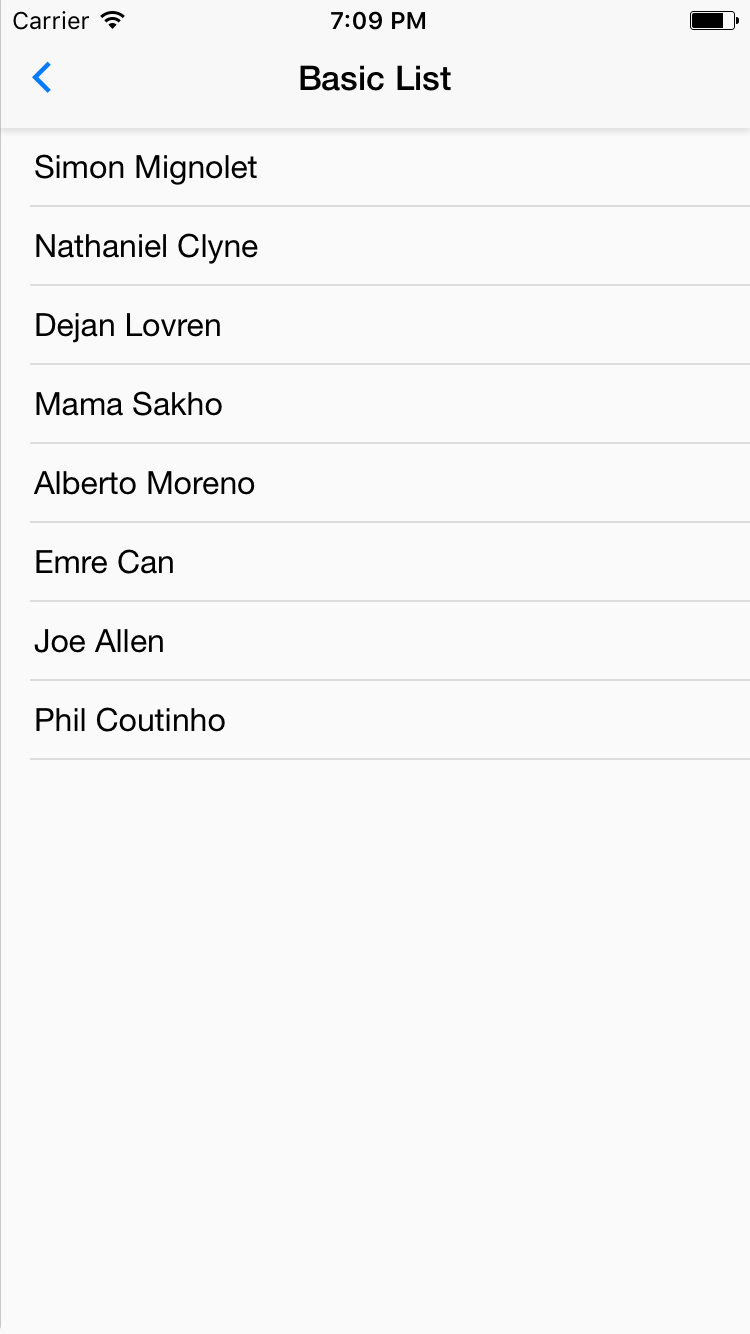 Carrier 7:09 PM
Basic List
Simon Mignolet
Nathaniel Clyne
Dejan Lovren
Mama Sakho
Alberto Moreno
Emre Can
Joe Allen
Phil Coutinho